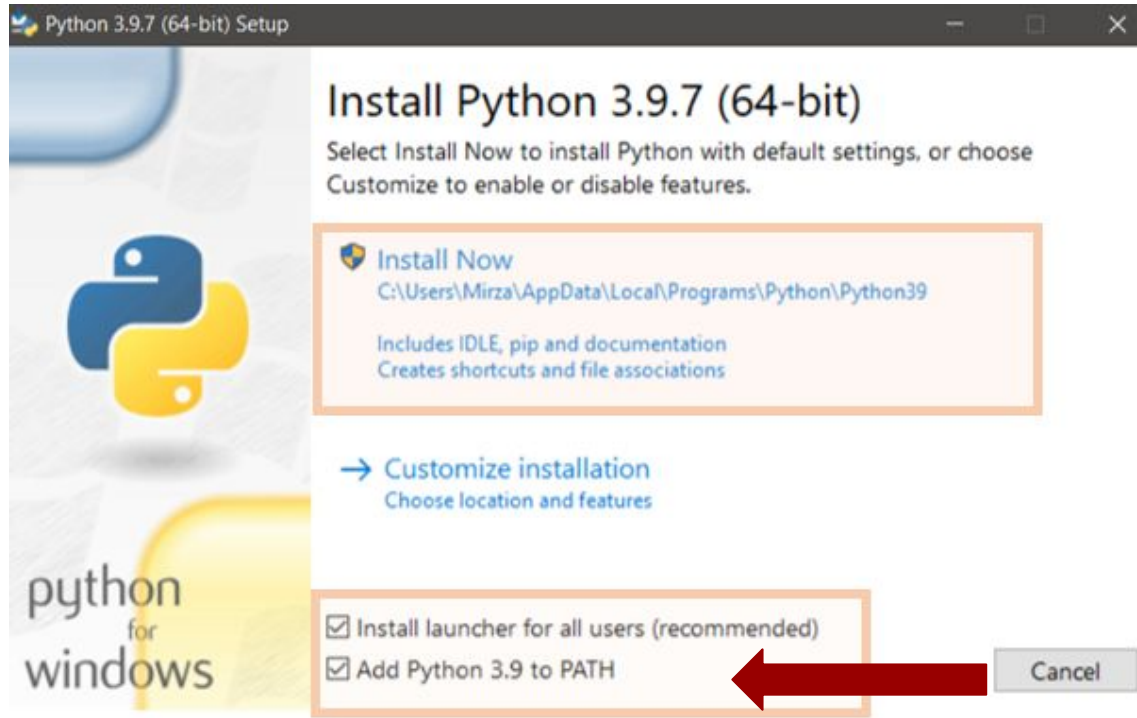 Python 3.9.7 (64-bit) Setup
Install Python 3.9.7 (64-bit)
Select Install Now to install Python with default settings, or choose
Customize to enable or disable features.
Install Now
C:\Users\Mirza\AppData\Local\Programs\Python\Python39
Includes IDLE, pip and documentation
Creates shortcuts and file associations
Customize installation
Choose location and features
Install launcher for all users (recommended)
Add Python 3.9 to PATH
Cancel
python
for
windows